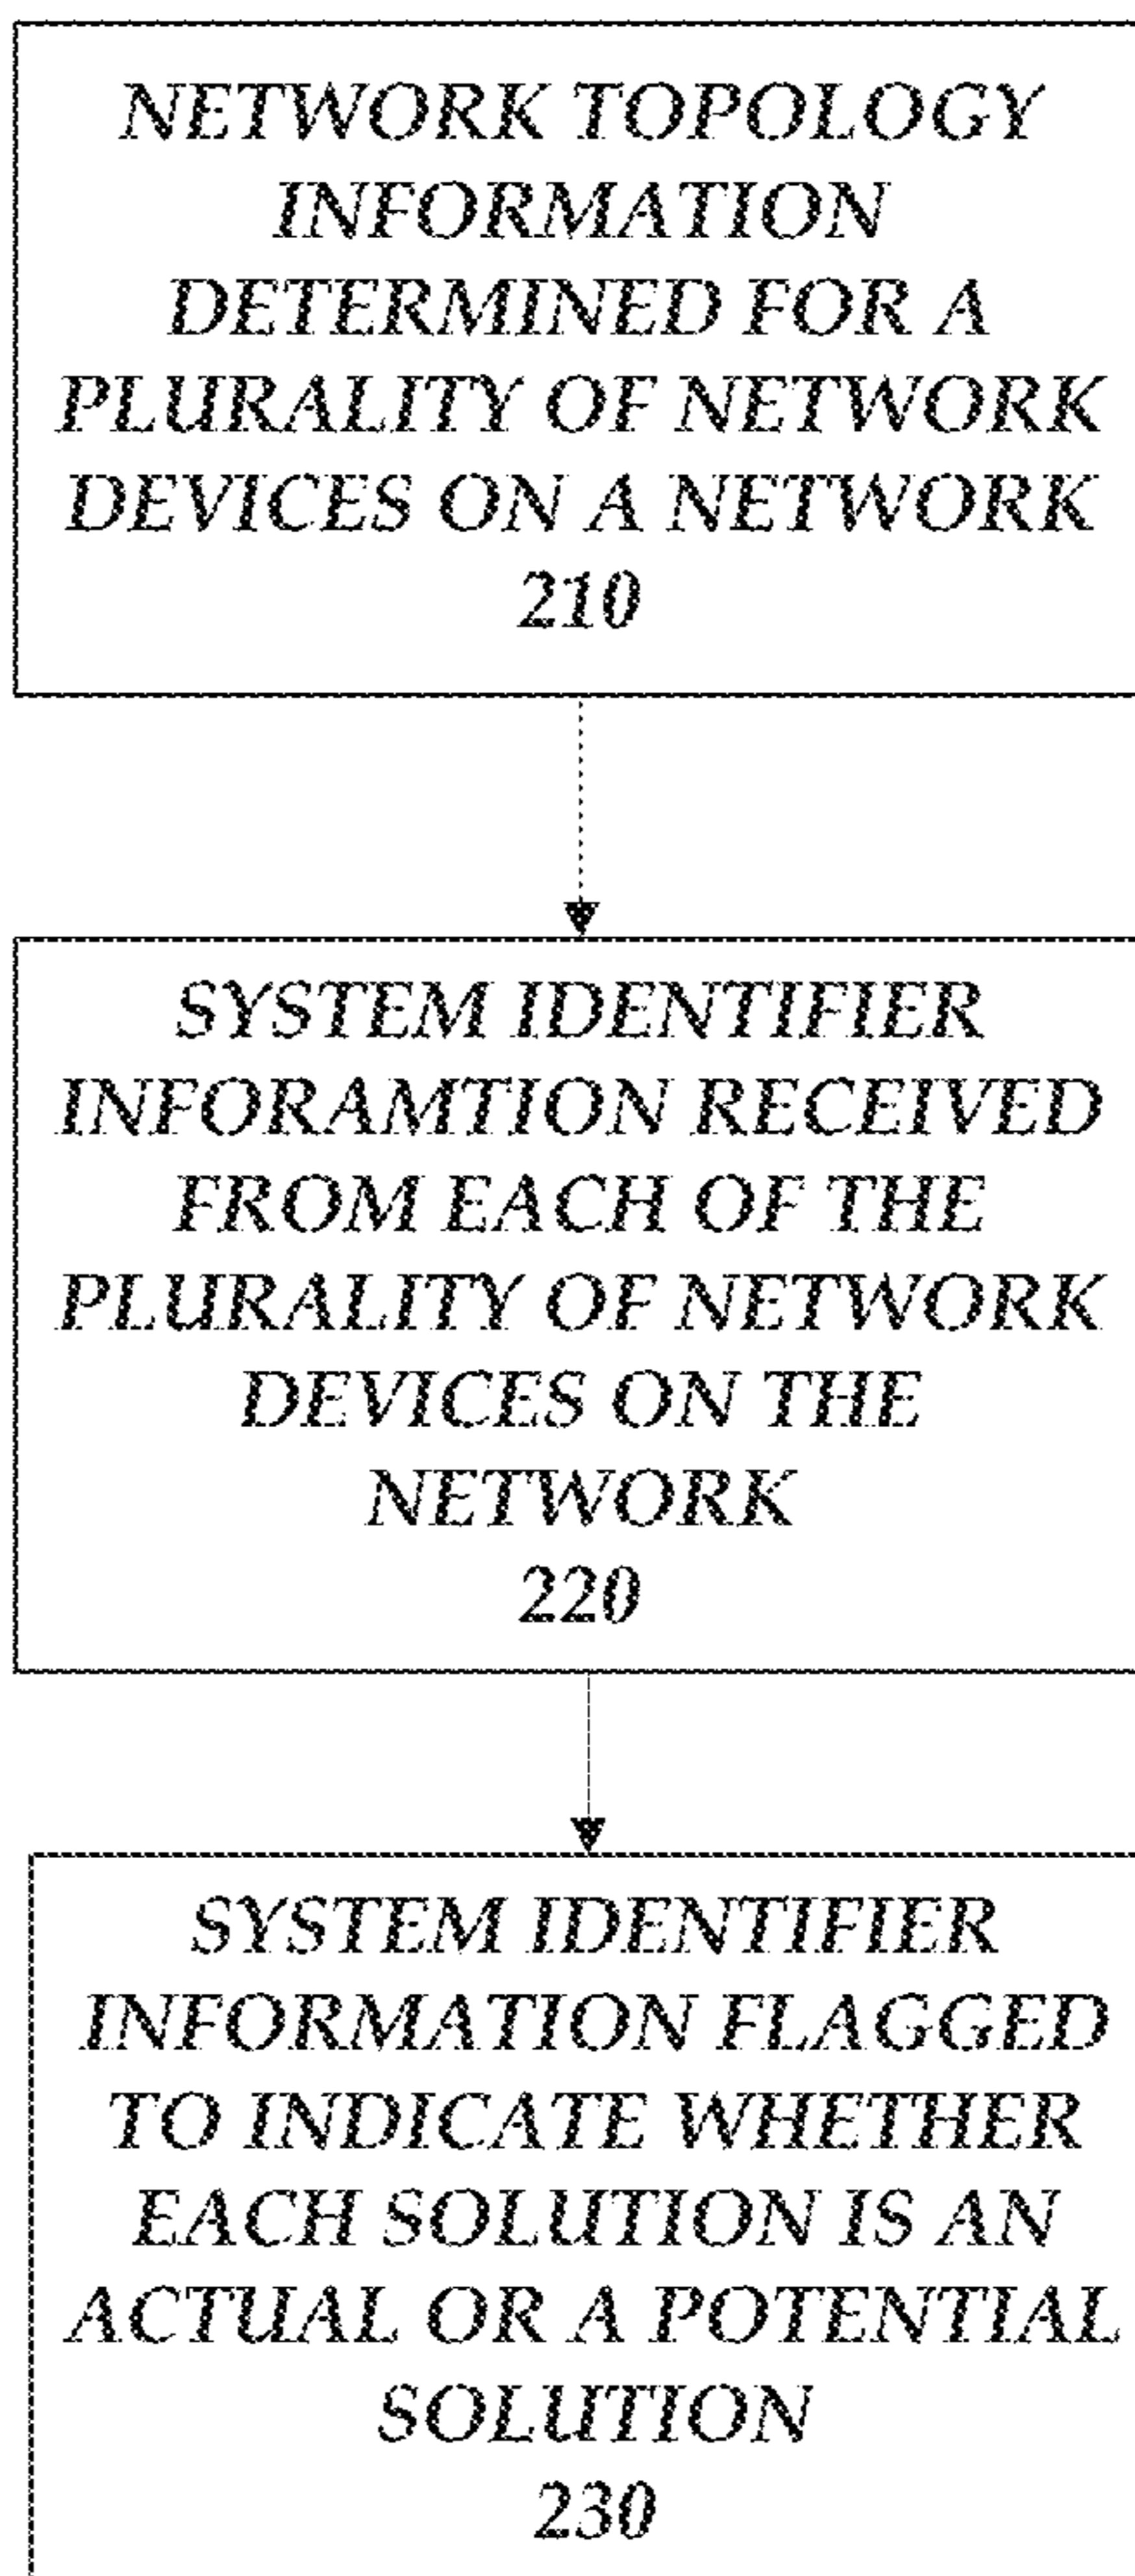 NETWORK TOPOLOGY
INFORMATION
DETERMINED FOR A
PLURALITY OF NETWORK
DEVICES ON A NETWORK
210
SYSTEM IDENTIFIER
INFORAMTION RECEIVED
FROM EACH OF THE
PLURALITY OF NETWORK
DEVICES ON THE
NETWORK
220
SYSTEM IDENTIFIER
INFORMATION FLAGGED
TO INDICATE WHETHER
EACH SOLUTION IS AN
ACTUAL OR A POTENTIAL
SOLUTION
230